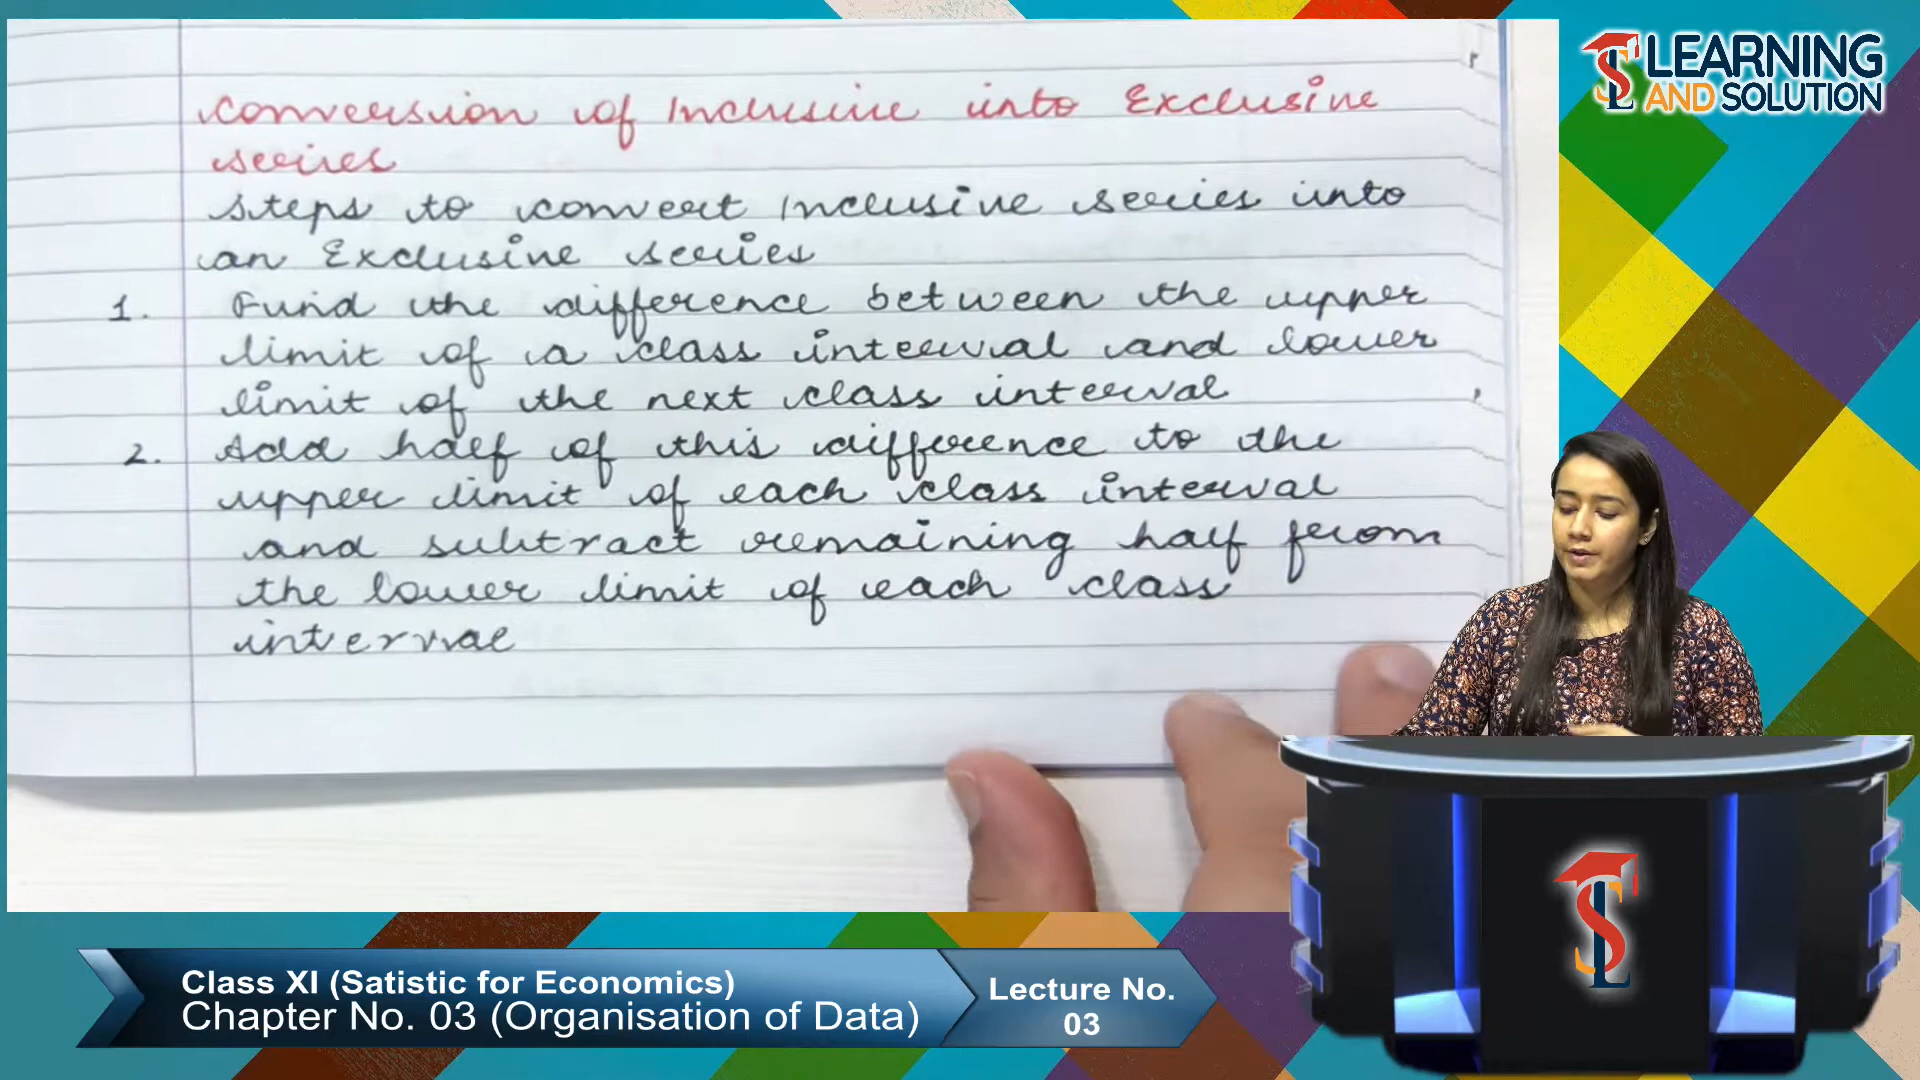 Conversion of Inclusive into Exclusive
series
Steps to convert Inclusive series into
an Exclusive series
1. Find the difference between the upper
limit of a class interval and lower
limit of the next class interval
2. Add half of this difference to the
upper limit of each class interval
and subtract remaining half from
the lower limit of each class
interval
LEARNING
AND SOLUTION
Class XI (Satistic for Economics)
Chapter No. 03 (Organisation of Data)
Lecture No.
03